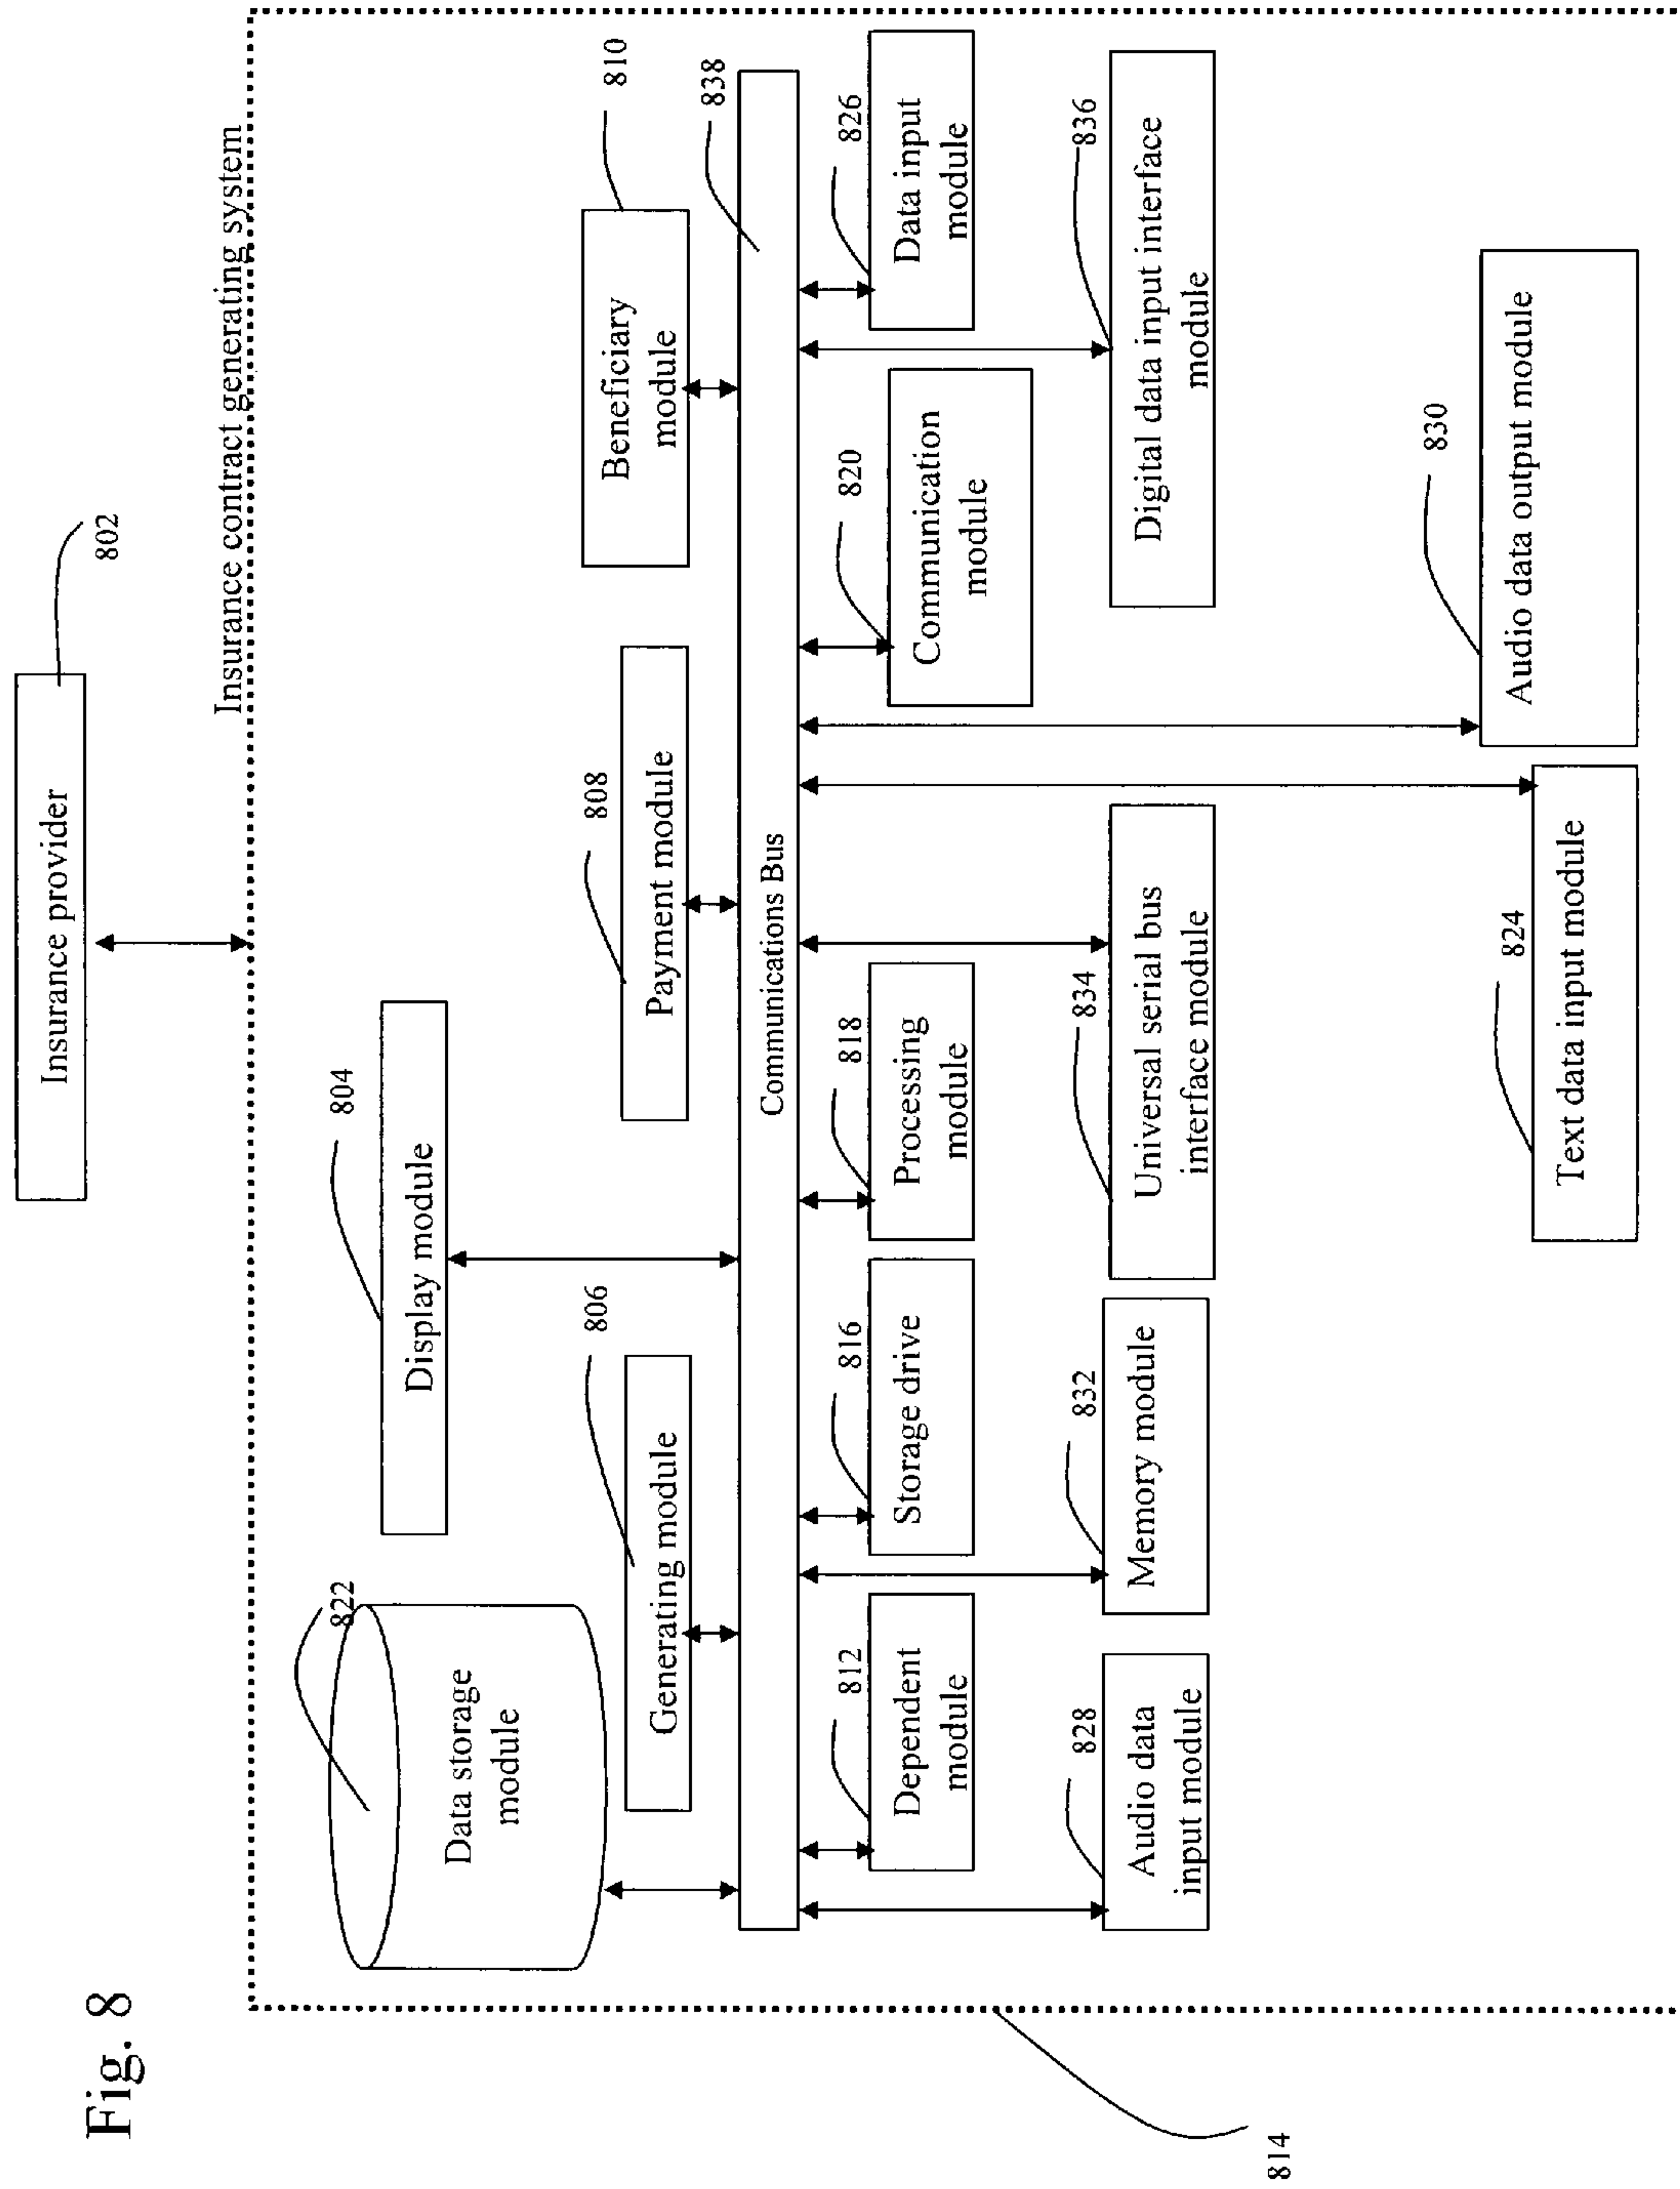 Fig. 8
Insurance provider
802
Insurance contract generating system
822
Data storage
module
804
Display module
806
Generating module
808
Payment module
810
Beneficiary
module
838
Communications Bus
812
Dependent
module
816
Storage drive
818
Processing
module
820
Communication
module
826
Data input
module
828
Audio data
input module
832
Memory module
834
Universal serial bus
interface module
836
Digital data input interface
module
824
Text data input module
830
Audio data output module
814